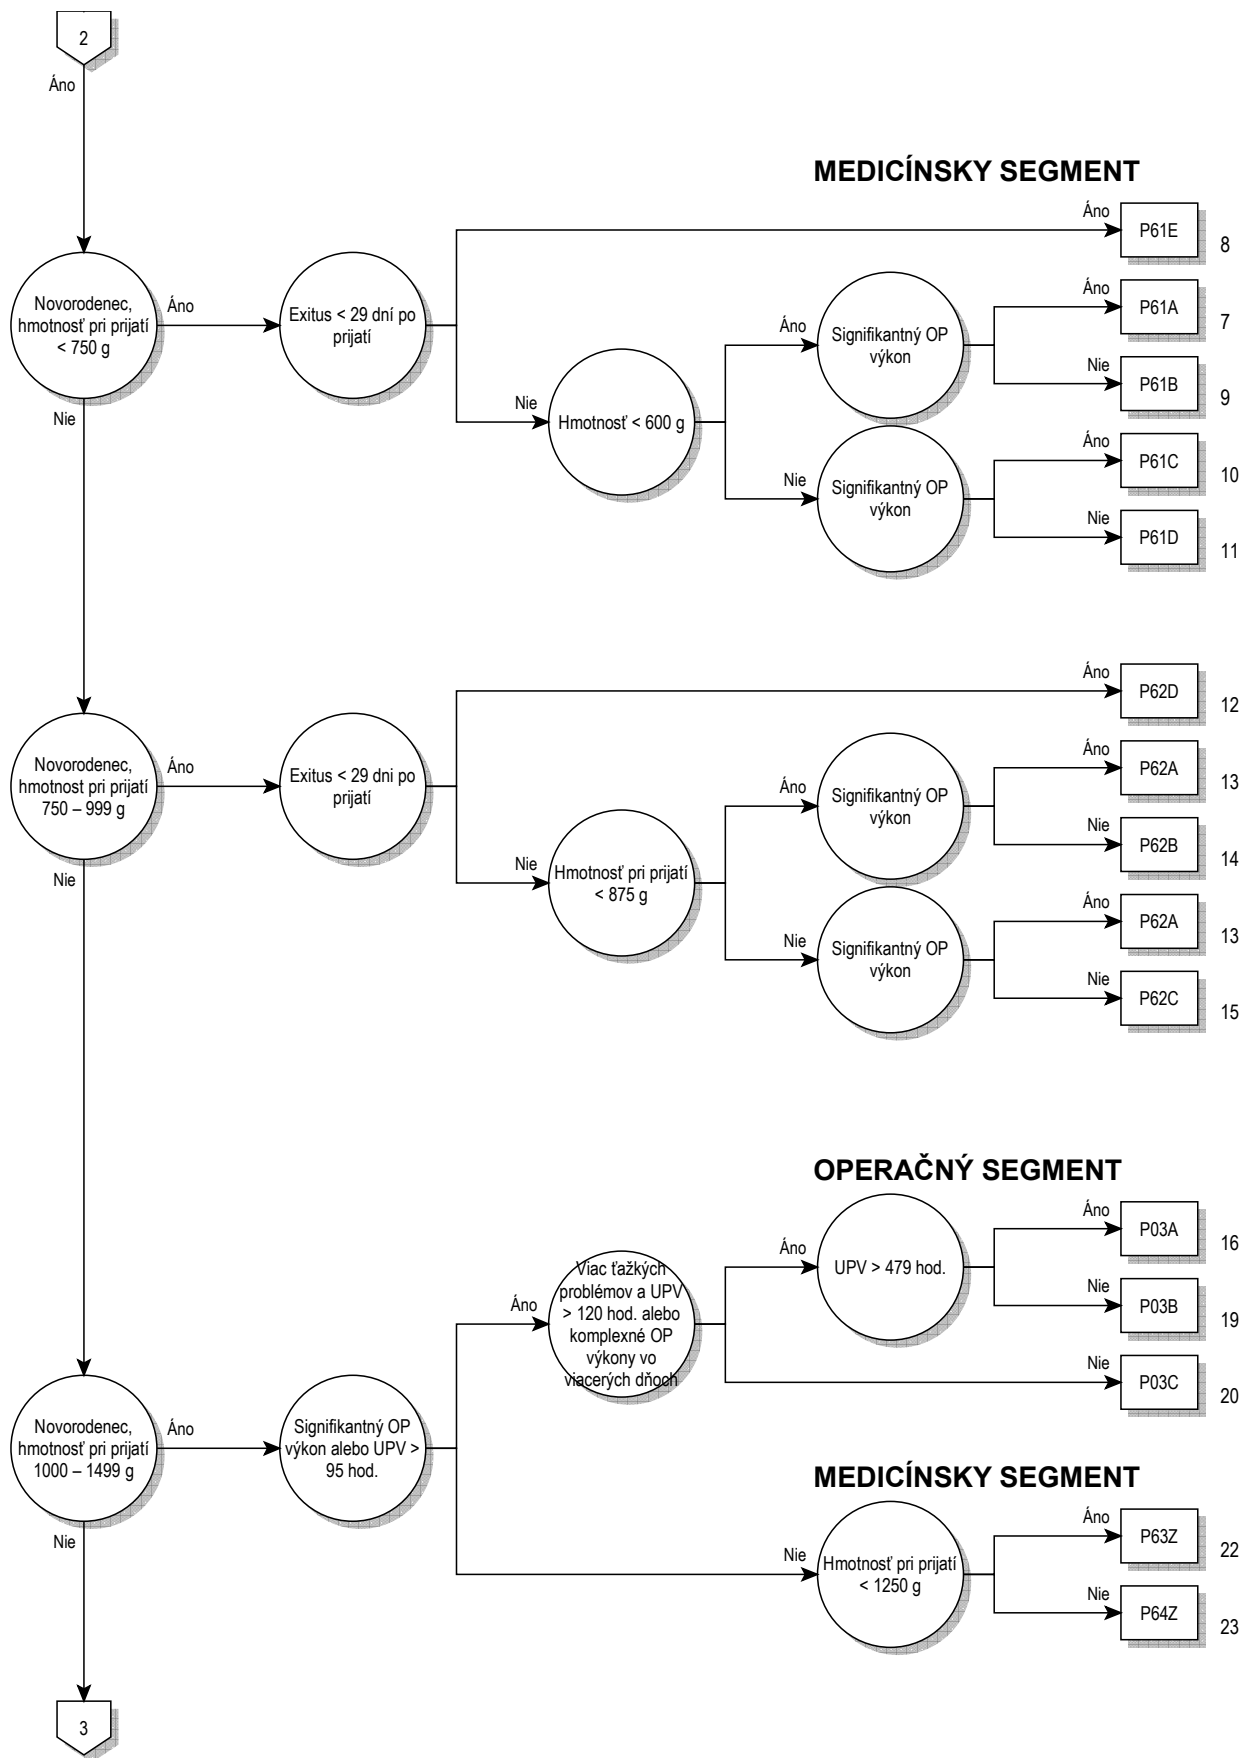 2
Áno
MEDICÍNSKY SEGMENT
Áno
P61E
8
Novorodenec,
hmotnosť pri prijatí
< 750 g
Áno
Exitus < 29 dní po
prijatí
Nie
Hmotnosť < 600 g
Áno
Signifikantný OP
výkon
Áno
P61A
7
Nie
P61B
9
Nie
Signifikantný OP
výkon
Áno
P61C
10
Nie
P61D
11
Nie
Áno
P62D
12
Novorodenec,
hmotnost pri prijatí
750 – 999 g
Áno
Exitus < 29 dni po
prijatí
Nie
Hmotnosť pri prijatí
< 875 g
Áno
Signifikantný OP
výkon
Áno
P62A
13
Nie
P62B
14
Nie
Signifikantný OP
výkon
Áno
P62A
13
Nie
P62C
15
Nie
OPERAČNÝ SEGMENT
Novorodenec,
hmotnosť pri prijatí
1000 – 1499 g
Áno
Signifikantný OP
výkon alebo UPV >
95 hod.
Áno
Viac ťažkých
problémov a UPV
> 120 hod. alebo
komplexné OP
výkony vo
viacerých dňoch
Áno
UPV > 479 hod.
Áno
P03A
16
Nie
P03B
19
Nie
P03C
20
MEDICÍNSKY SEGMENT
Nie
Hmotnosť pri prijatí
< 1250 g
Áno
P63Z
22
Nie
P64Z
23
Nie
3